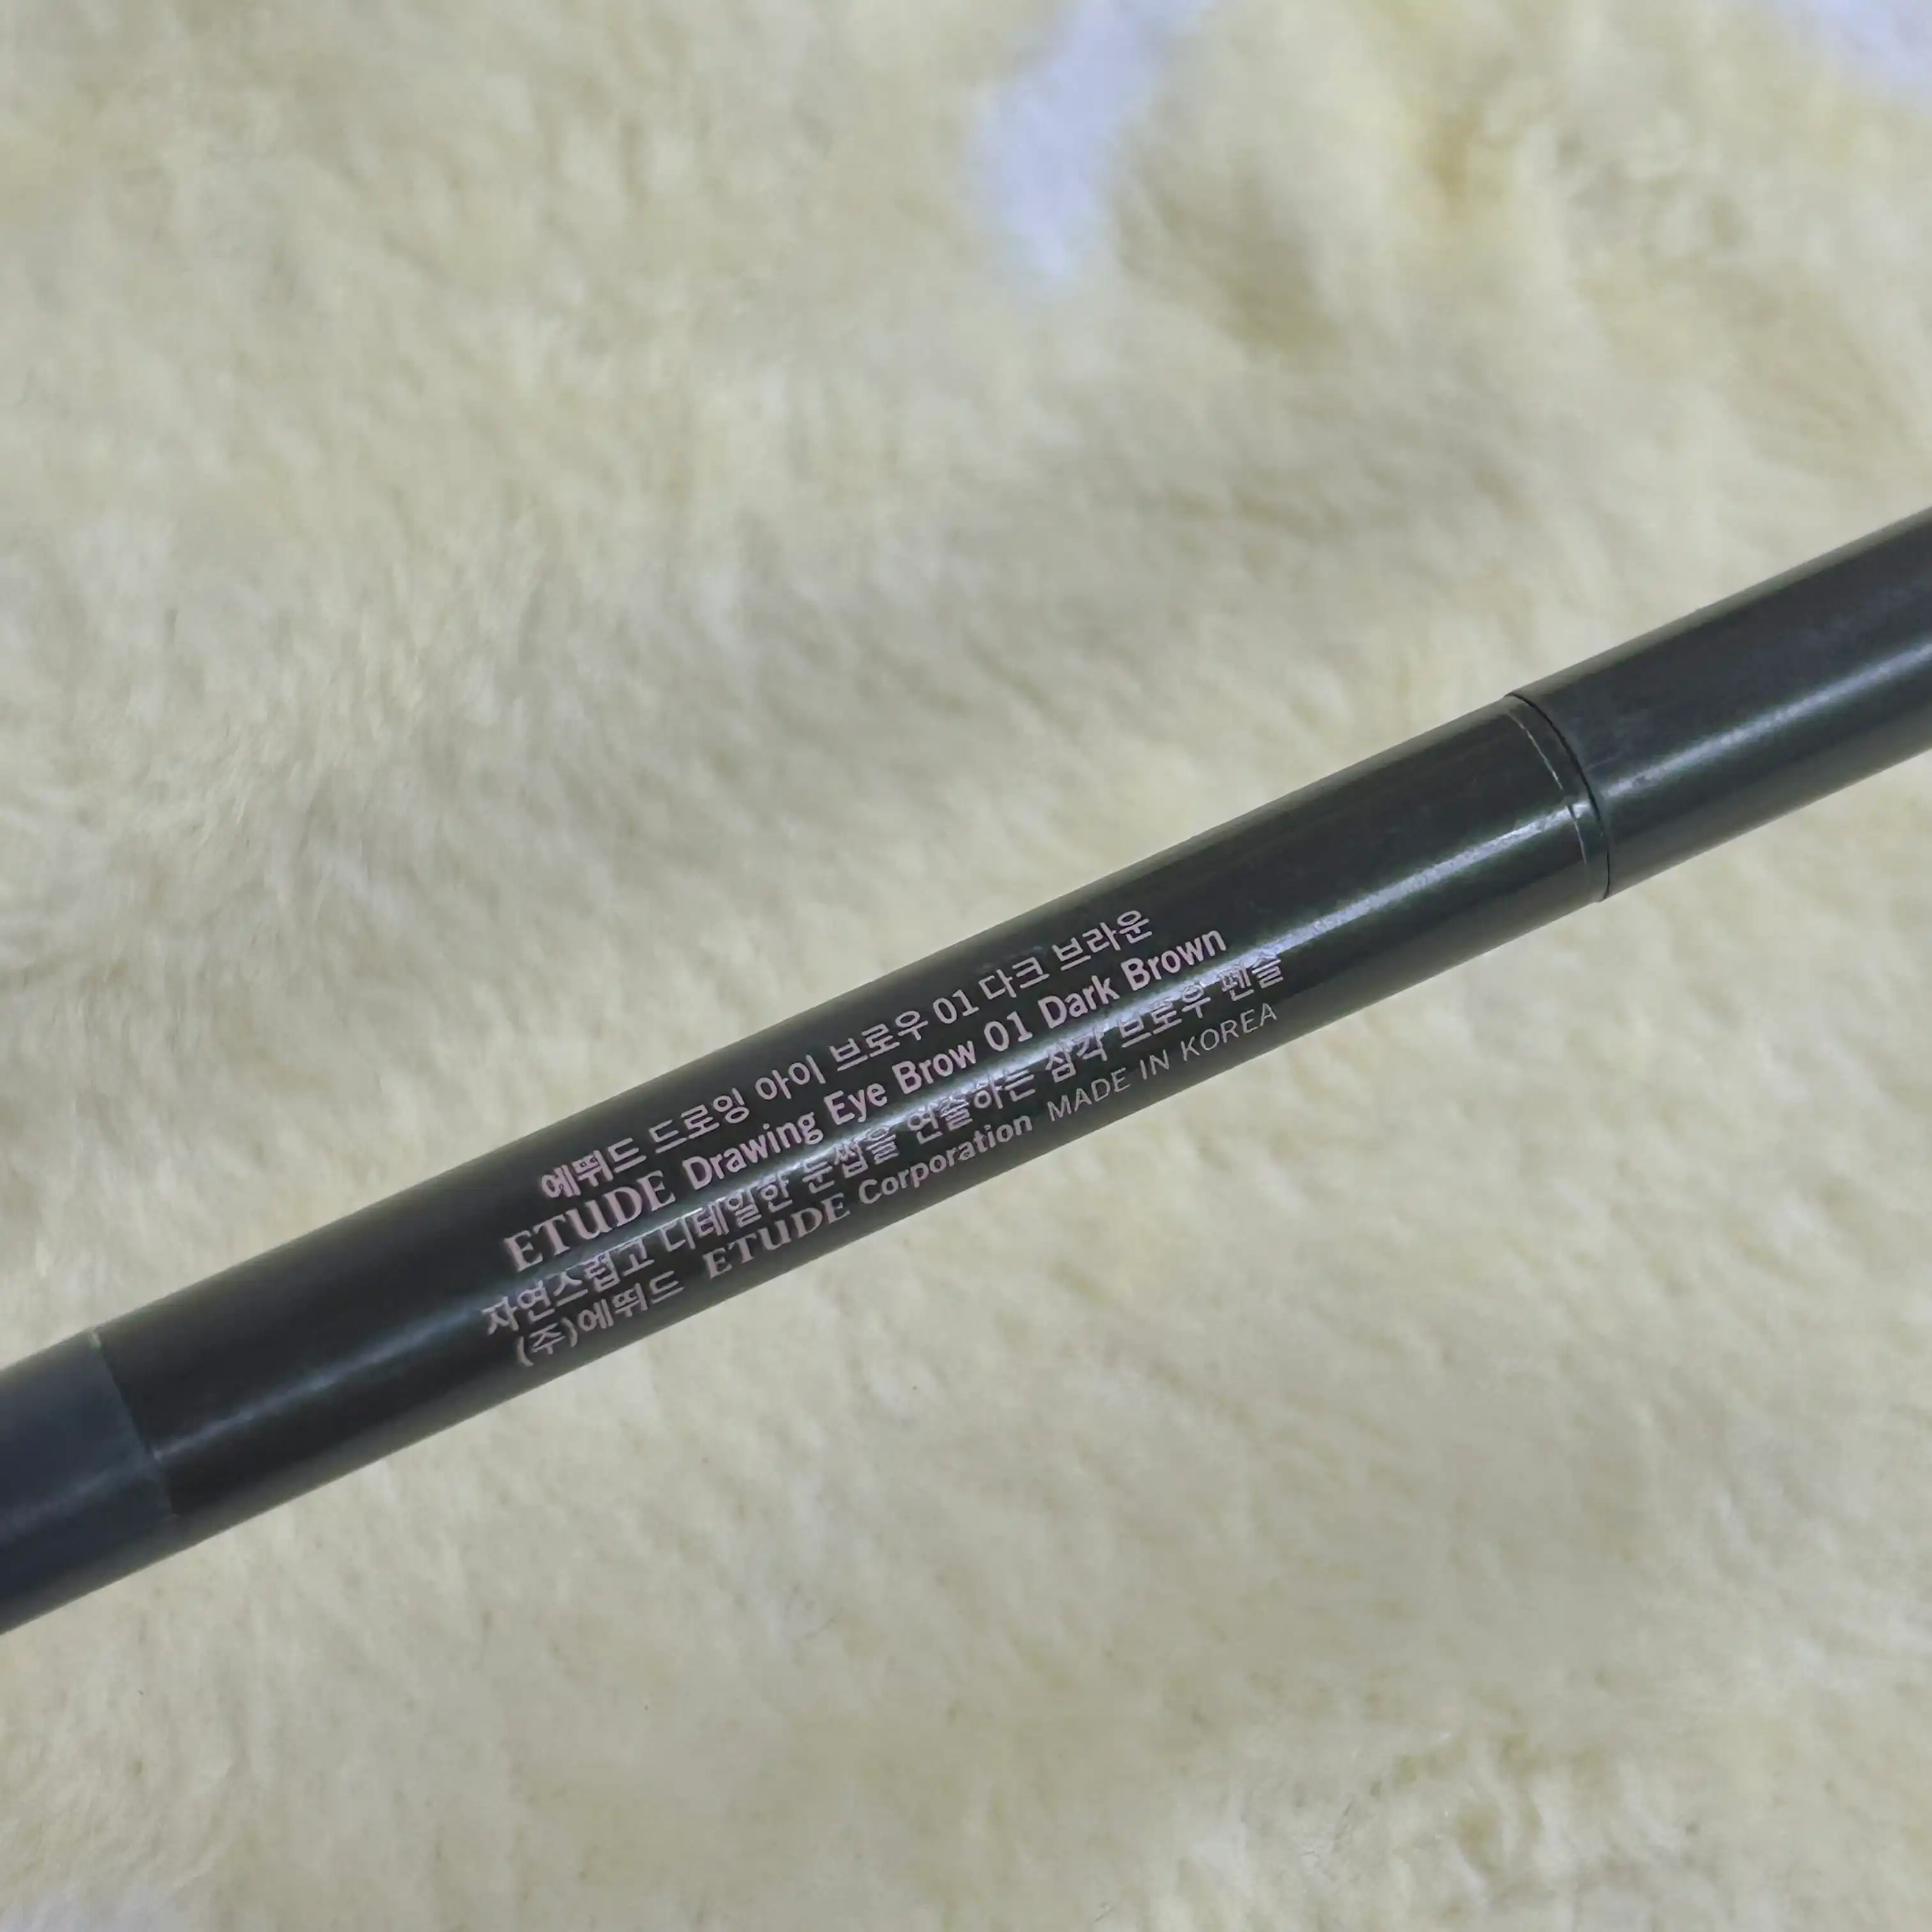 에뛰드 드로잉 아이 브로우 01 다크 브라운
ETUDE Drawing Eye Brow 01 Dark Brown
자연스럽고 디테일한 눈썹을 연출하는 삼각 브로우 펜슬
(주)에뛰드 ETUDE Corporation MADE IN KOREA